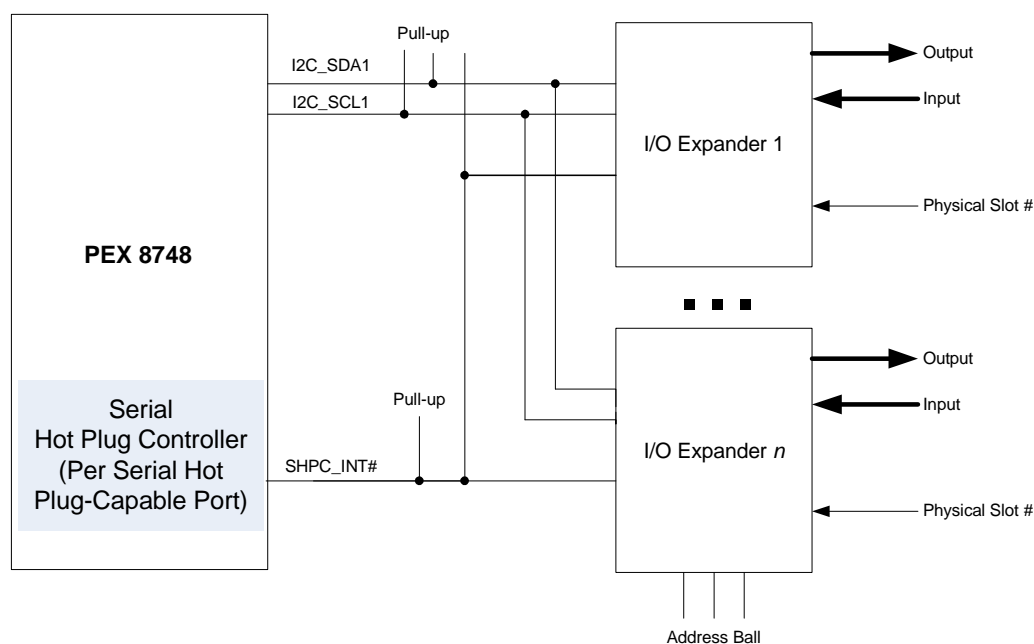 Pull-up
I2C_SDA1
I2C_SCL1
PEX 8748
Serial
Hot Plug Controller
(Per Serial Hot
Plug-Capable Port)
Pull-up
SHPC_INT#
I/O Expander 1
Output
Input
Physical Slot #
I/O Expander n
Output
Input
Physical Slot #
Address Ball